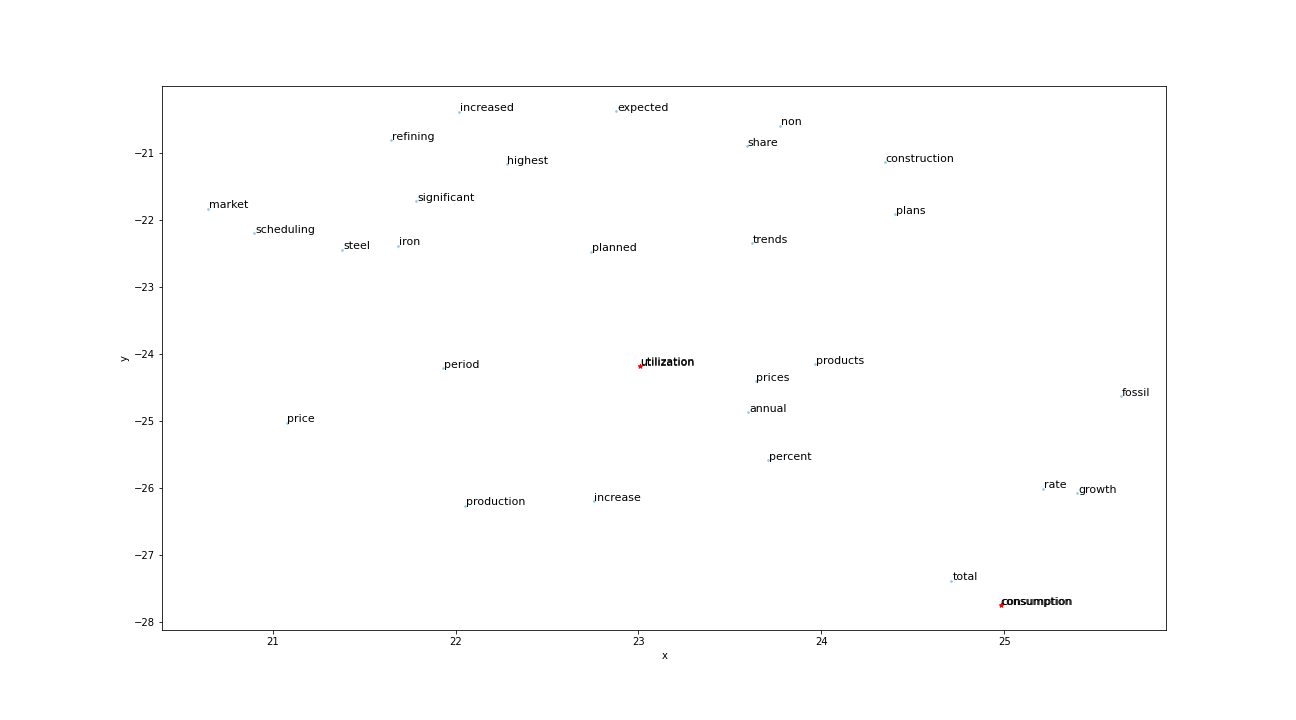 increased
expected
non
refining
share
highest
construction
significant
market
plans
scheduling
iron
trends
steel
planned
products
utilization
period
prices
fossil
annual
price
percent
rate
growth
increase
production
total
consumption
−21
−22
−23
−24
−25
−26
−27
−28
y
21
22
23
24
25
x